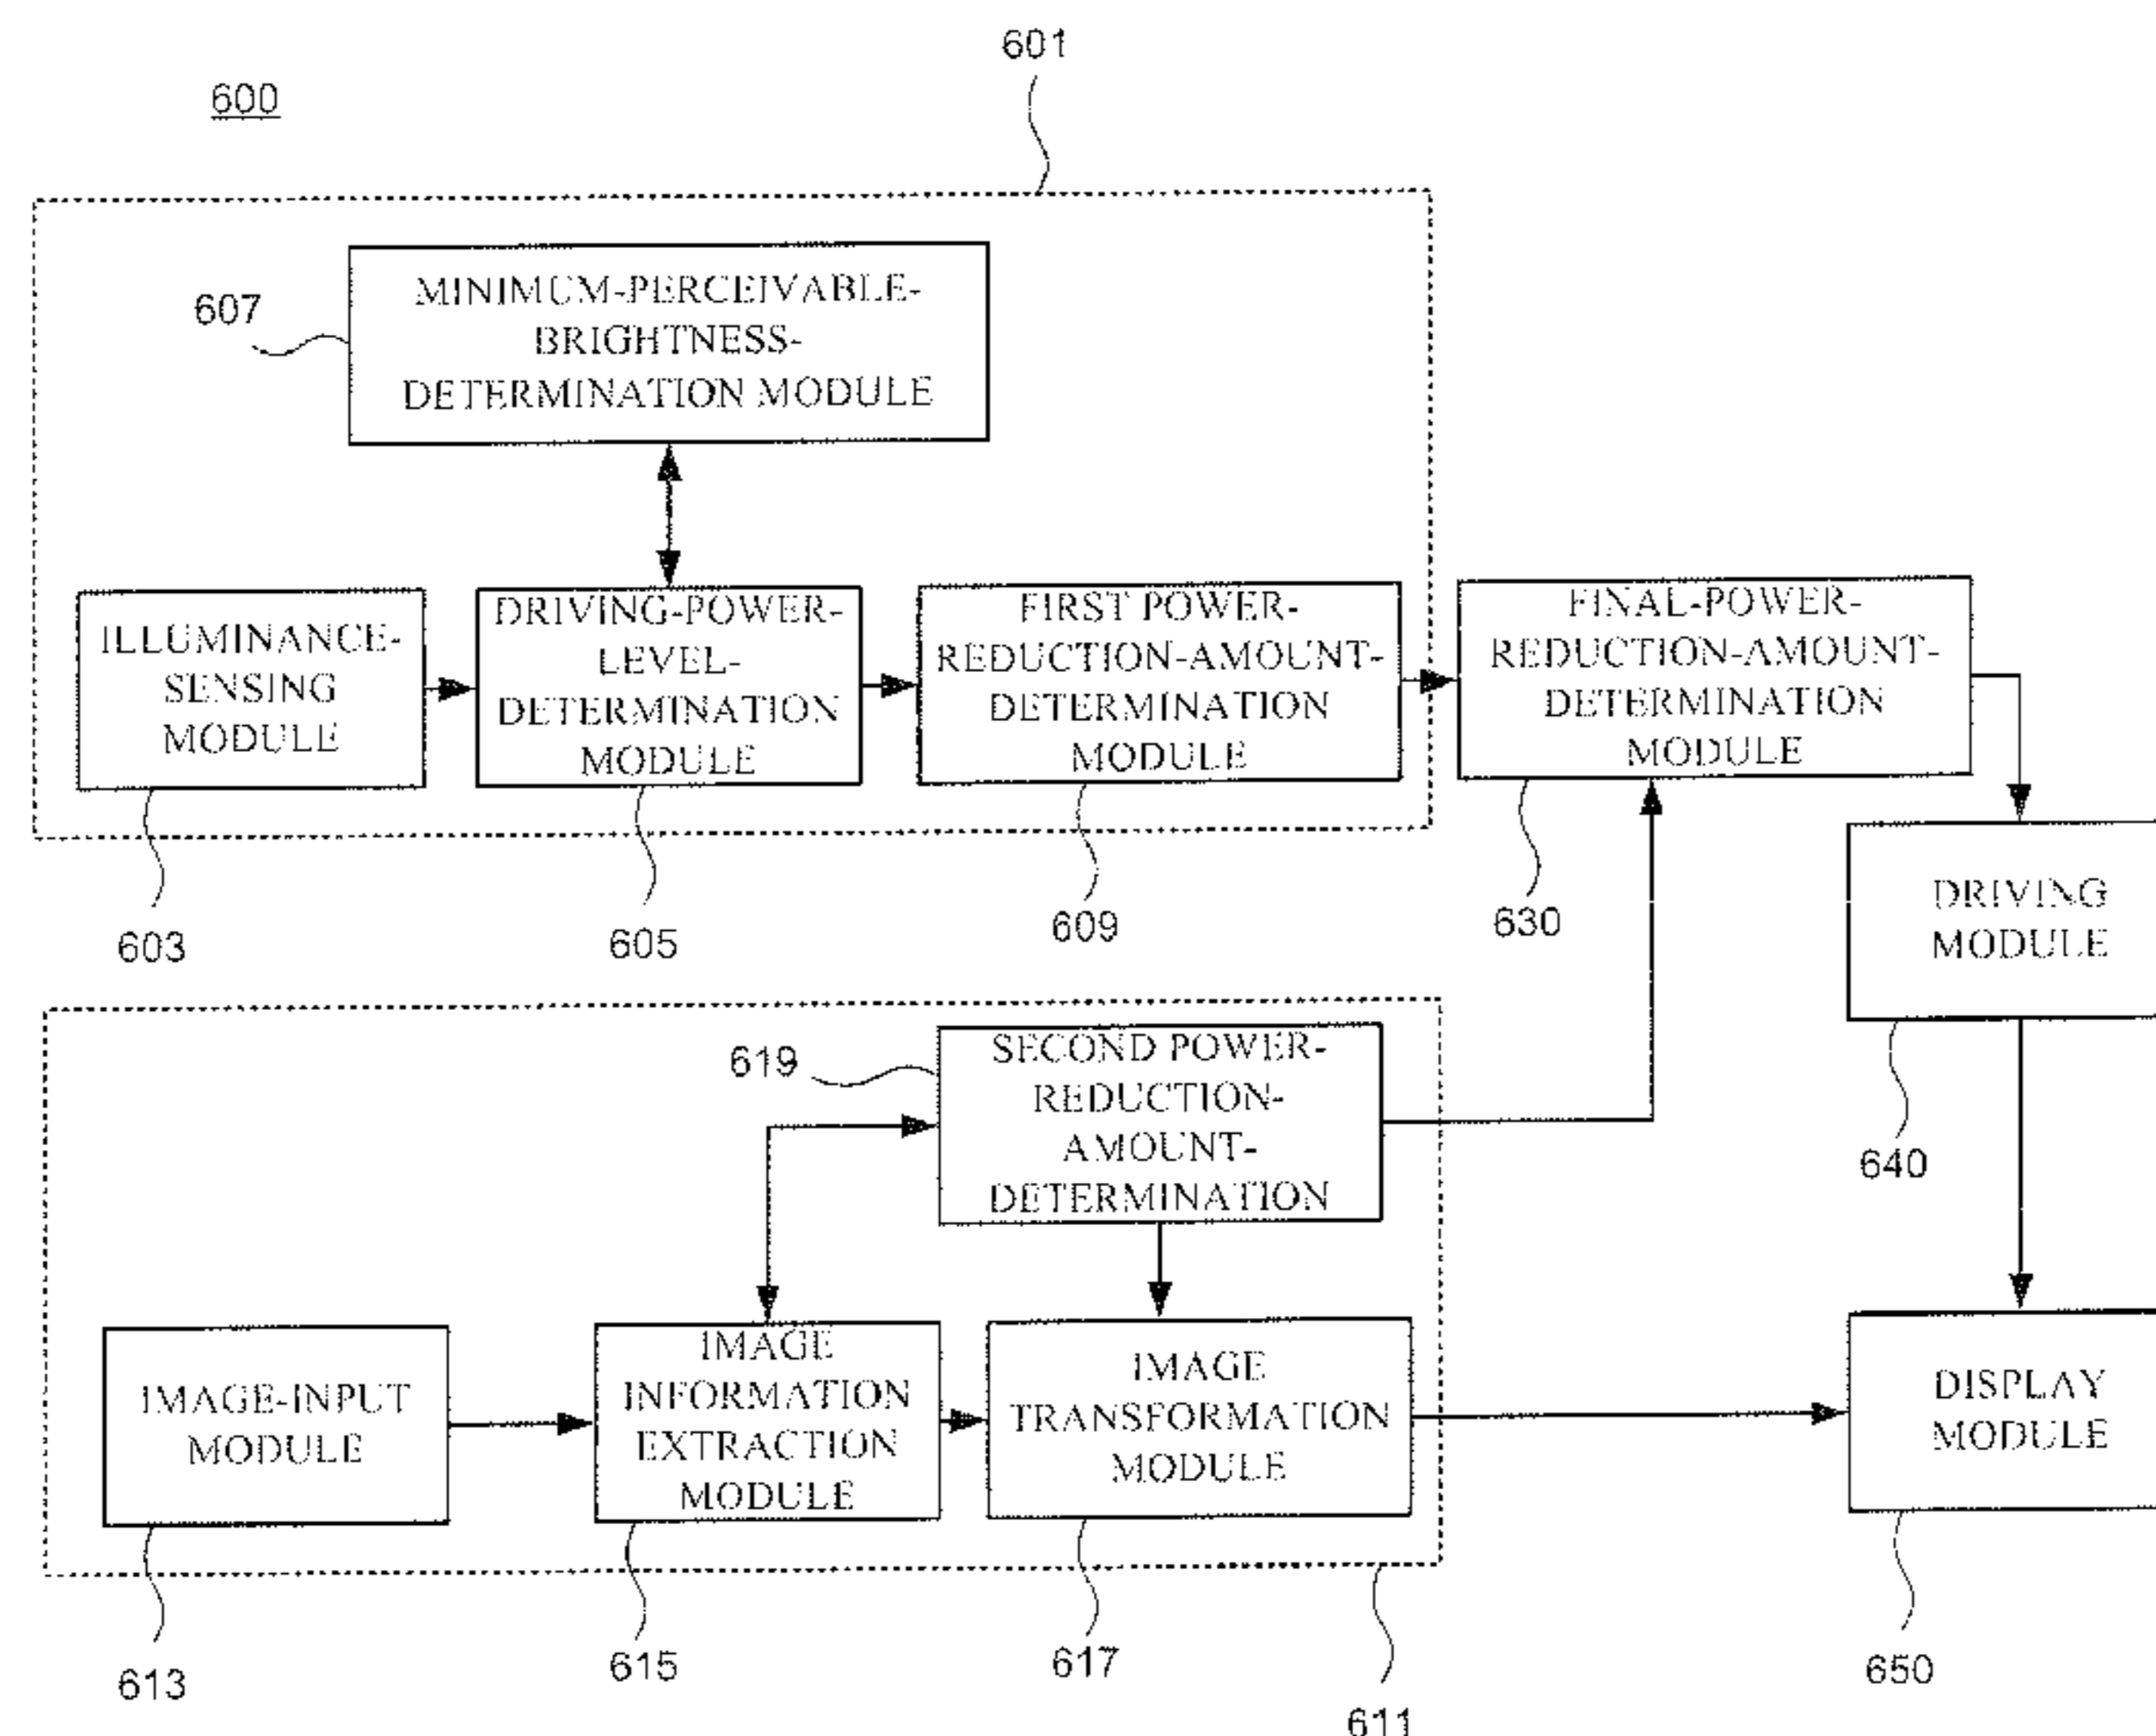 601
600
607
MINIMUM-PERCEIVABLE-
BRIGHTNESS-
DETERMINATION MODULE
ILLUMINANCE-
SENSING
MODULE
DRIVING-POWER-
LEVEL-
DETERMINATION
MODULE
FIRST POWER-
REDUCTION-AMOUNT-
DETERMINATION
MODULE
FINAL-POWER-
REDUCTION-AMOUNT-
DETERMINATION
MODULE
603
605
609
630
DRIVING
MODULE
640
619
SECOND POWER-
REDUCTION-
AMOUNT-
DETERMINATION
IMAGE-INPUT
MODULE
IMAGE
INFORMATION
EXTRACTION
MODULE
IMAGE
TRANSFORMATION
MODULE
DISPLAY
MODULE
613
615
617
611
650